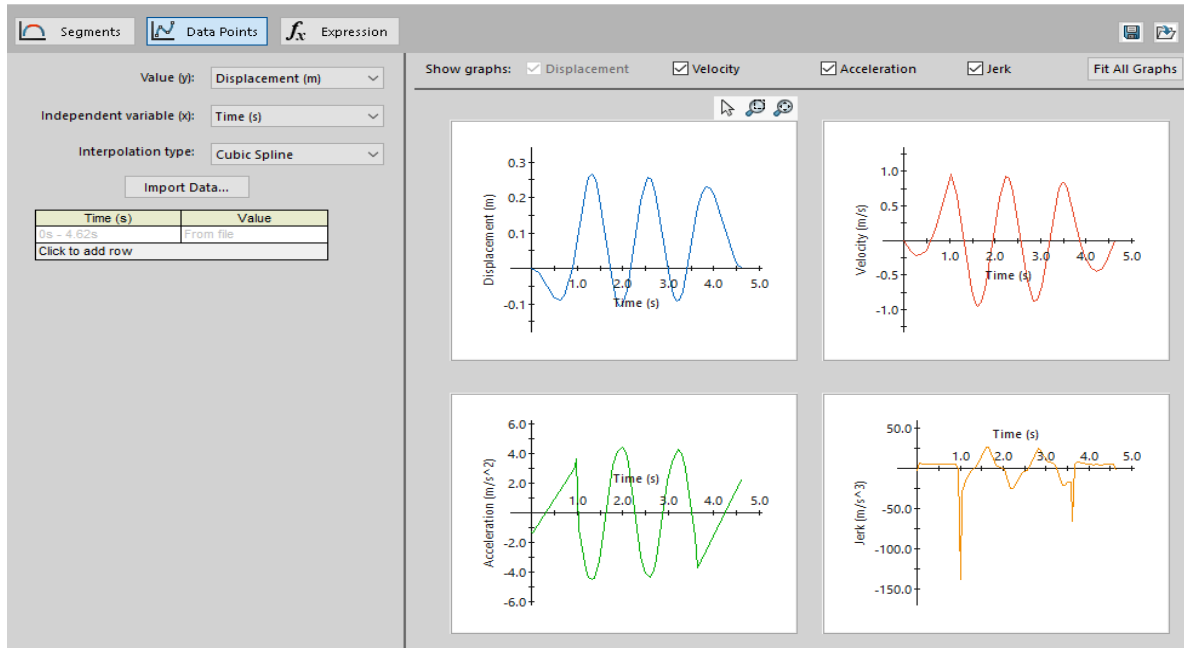 Segments Data Points fx Expression
Value (y): Displacement (m)
Independent variable (x): Time (s)
Interpolation type: Cubic Spline
Import Data...
Time (s) Value
0s - 4.62s From file
Click to add row
Show graphs: Displacement Velocity Acceleration Jerk Fit All Graphs
Displacement (m)
0.3
0.2
0.1
-0.1
1.0 2.0 3.0 4.0 5.0
Time (s)
Velocity (m/s)
1.0
-0.5
-1.0
1.0 2.0 3.0 4.0 5.0
Time (s)
Acceleration (m/s^2)
6.0
4.0
2.0
-2.0
-4.0
-6.0
Time (s)
1.0 2.0 3.0 4.0 5.0
Jerk (m/s^3)
50.0
-50.0
-100.0
-150.0
Time (s)
1.0 2.0 3.0 4.0 5.0